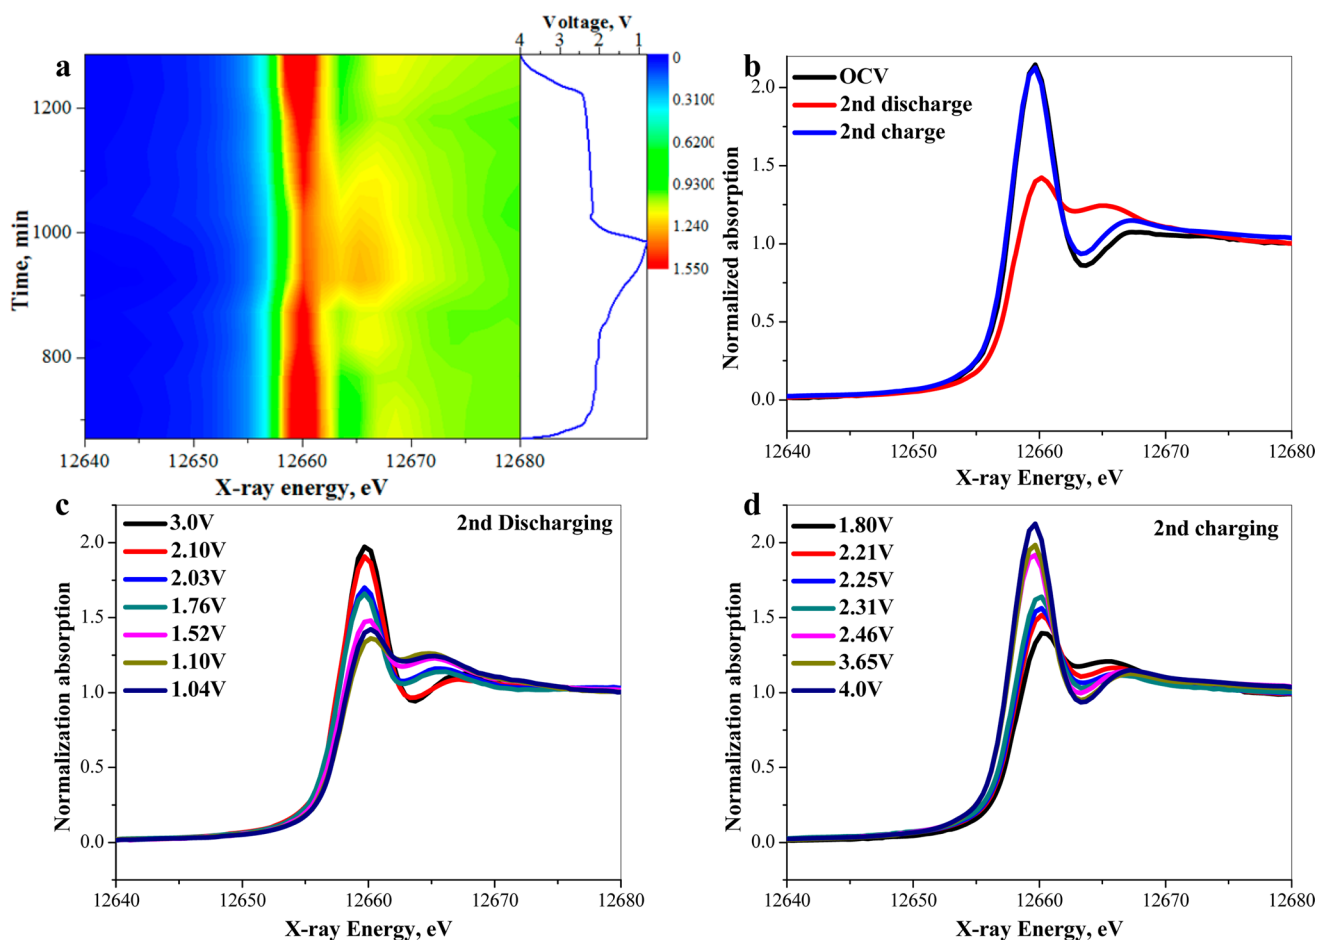 a
Voltage, V
4 3 2 1
0
0.3100
0.6200
0.9300
1.240
1.550
1200
1000
800
Time, min
12640 12650 12660 12670 12680
X-ray energy, eV
b
OCV
2nd discharge
2nd charge
2.0
1.5
1.0
0.5
0.0
Normalized absorption
12640 12650 12660 12670 12680
X-ray Energy, eV
c
2nd Discharging
3.0V
2.10V
2.03V
1.76V
1.52V
1.10V
1.04V
2.0
1.5
1.0
0.5
0.0
Normalization absorption
12640 12650 12660 12670 12680
X-ray Energy, eV
d
2nd charging
1.80V
2.21V
2.25V
2.31V
2.46V
3.65V
4.0V
2.0
1.5
1.0
0.5
0.0
Normalization absorption
12640 12650 12660 12670 12680
X-ray Energy, eV